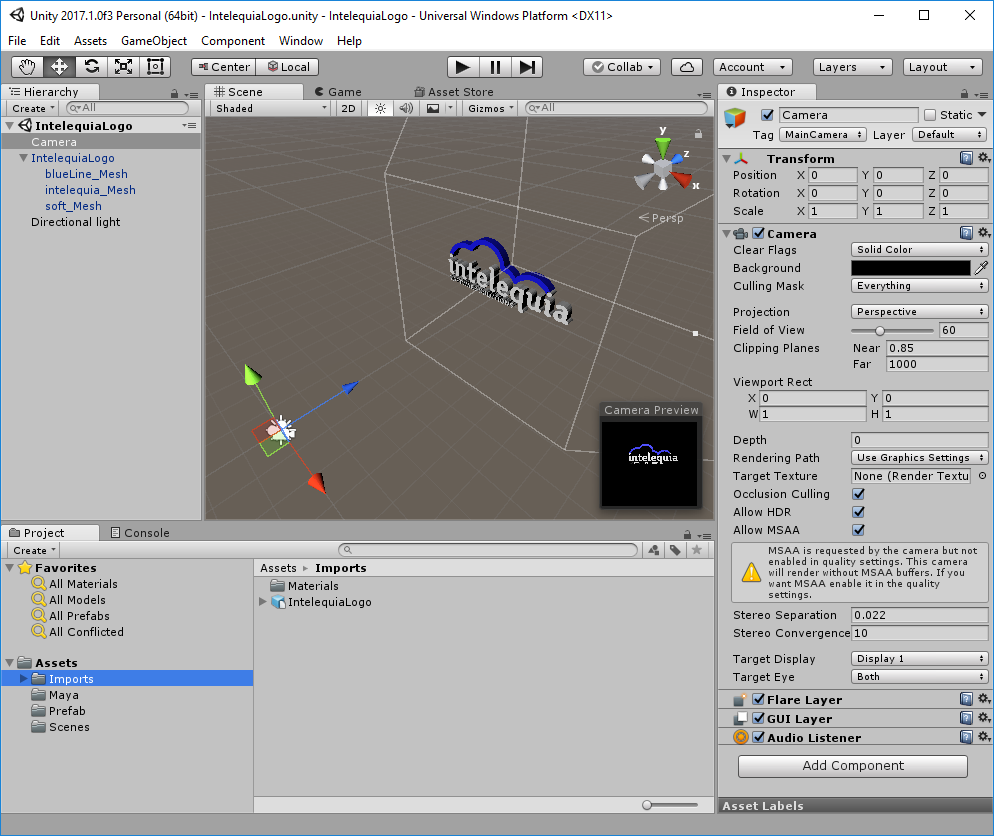 Unity 2017.1.0f3 Personal (64bit) - IntelequiaLogo.unity - IntelequiaLogo - Universal Windows Platform <DX11>
File Edit Assets GameObject Component Window Help
Center Local Collab Account Layers Layout
Hierarchy
Create All
IntelequiaLogo
Camera
IntelequiaLogo
blueLine_Mesh
intelequia_Mesh
soft_Mesh
Directional light
Scene Game Asset Store
Shaded 2D Gizmos All
y
z
x
Persp
intelequia
Camera Preview
intelequia
Inspector
Camera Static
Tag MainCamera Layer Default
Transform
Position X 0 Y 0 Z 0
Rotation X 0 Y 0 Z 0
Scale X 1 Y 1 Z 1
Camera
Clear Flags Solid Color
Background
Culling Mask Everything
Projection Perspective
Field of View 60
Clipping Planes Near 0.85
Far 1000
Viewport Rect
X 0 Y 0
W 1 H 1
Depth 0
Rendering Path Use Graphics Settings
Target Texture None (Render Textu
Occlusion Culling
Allow HDR
Allow MSAA
MSAA is requested by the camera but not
enabled in quality settings. This camera
will render without MSAA buffers. If you
want MSAA enable it in the quality
settings.
Stereo Separation 0.022
Stereo Convergence 10
Target Display Display 1
Target Eye Both
Flare Layer
GUI Layer
Audio Listener
Add Component
Asset Labels
Project Console
Create
Favorites
All Materials
All Models
All Prefabs
All Conflicted
Assets
Imports
Maya
Prefab
Scenes
Assets Imports
Materials
IntelequiaLogo